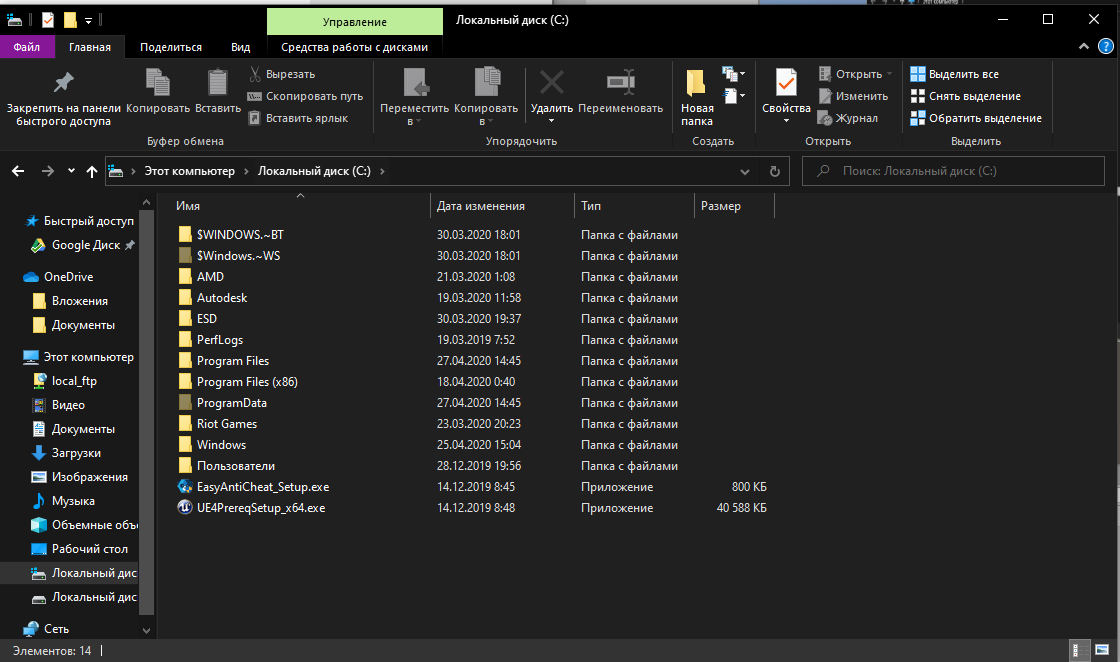 Управление
Локальный диск (C:)
Файл
Главная
Поделиться
Вид
Средства работы с дисками
Закрепить на панели
быстрого доступа
Копировать
Вставить
Вырезать
Скопировать путь
Вставить ярлык
Буфер обмена
Переместить
в
Копировать
в
Удалить
Переименовать
Упорядочить
Новая
папка
Создать
Свойства
Открыть
Изменить
Журнал
Открыть
Выделить все
Снять выделение
Обратить выделение
Выделить
Этот компьютер
Локальный диск (C:)
Поиск: Локальный диск (C:)
Имя Дата изменения Тип Размер
$WINDOWS.~BT 30.03.2020 18:01 Папка с файлами
$Windows.~WS 30.03.2020 18:01 Папка с файлами
AMD 21.03.2020 1:08 Папка с файлами
Autodesk 19.03.2020 11:58 Папка с файлами
ESD 30.03.2020 19:37 Папка с файлами
PerfLogs 19.03.2019 7:52 Папка с файлами
Program Files 27.04.2020 14:45 Папка с файлами
Program Files (x86) 18.04.2020 0:40 Папка с файлами
ProgramData 27.04.2020 14:45 Папка с файлами
Riot Games 23.03.2020 20:23 Папка с файлами
Windows 25.04.2020 15:04 Папка с файлами
Пользователи 28.12.2019 19:56 Папка с файлами
EasyAntiCheat_Setup.exe 14.12.2019 8:45 Приложение 800 КБ
UE4PrereqSetup_x64.exe 14.12.2019 8:48 Приложение 40 588 КБ
Быстрый доступ
Google Диск
OneDrive
Вложения
Документы
Этот компьютер
local_ftp
Видео
Документы
Загрузки
Изображения
Музыка
Объемные объ
Рабочий стол
Локальный дис
Локальный дис
Сеть
Элементов: 14